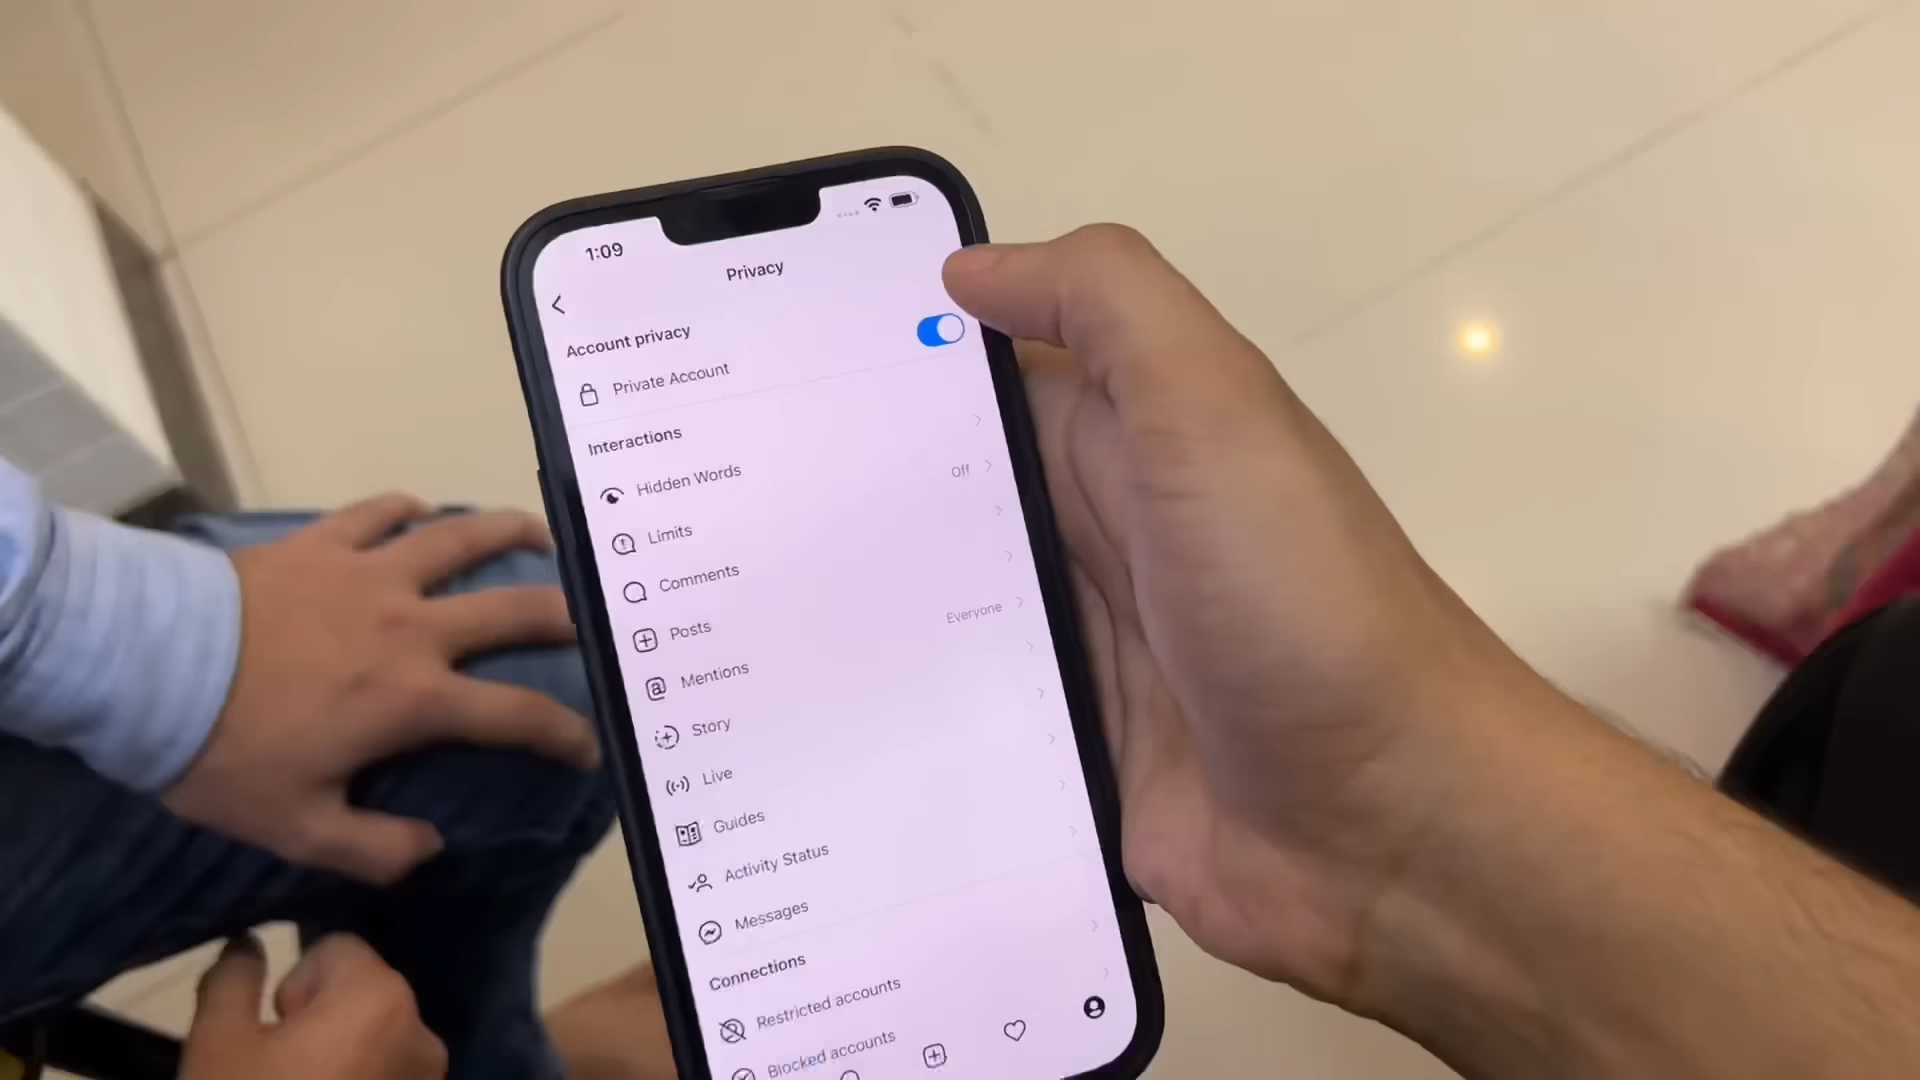 1:09
Privacy
Account privacy
Private Account
Interactions
Hidden Words
Limits
Off
Comments
Posts
Mentions
Everyone
Story
Live
Guides
Activity Status
Messages
Connections
Restricted accounts
Blocked accounts